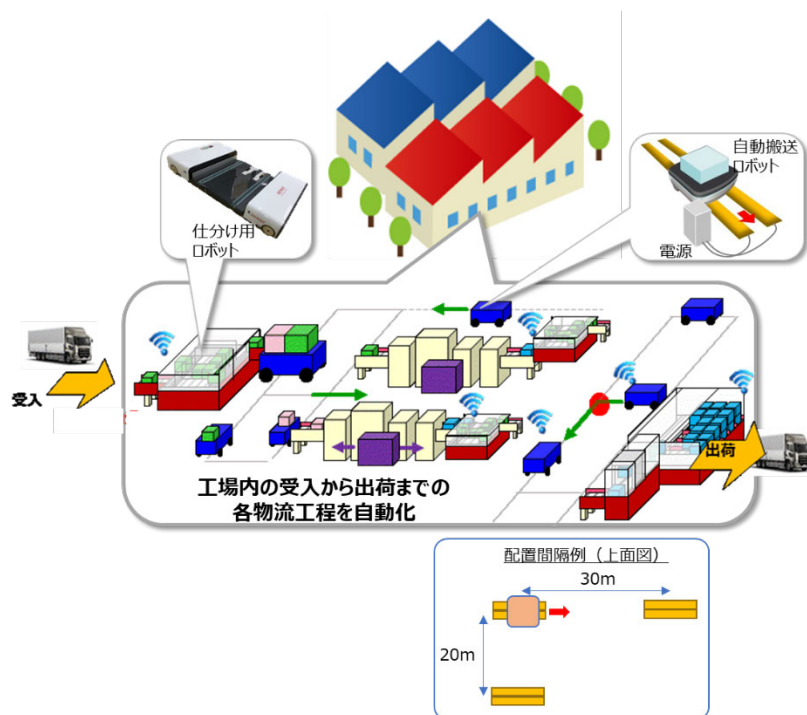 自動搬送
ロボット
電源
仕分け用
ロボット
受入
出荷
工場内の受入から出荷までの
各物流工程を自動化
配置間隔例（上面図）
30m
20m